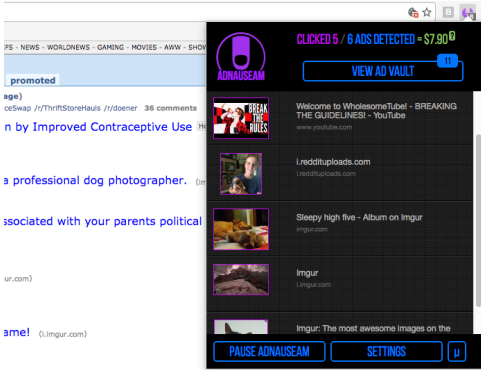 CLICKED 5 / 6 ADS DETECTED = $7.90 ?
VIEW AD VAULT
11
ADNAUSEAM
FS - NEWS - WORLDNEWS - GAMING - MOVIES - AWW - SHOW
promoted
age)
ceSwap /r/ThriftStoreHauls /r/doener 36 comments
n by Improved Contraceptive Use He
a professional dog photographer. (im
ssociated with your parents political
ur.com)
ame! (i.imgur.com)
BREAK
THE
RULES
Welcome to WholesomeTube! - BREAKING
THE GUIDELINES! - YouTube
www.youtube.com
i.reddituploads.com
i.reddituploads.com
Sleepy high five - Album on Imgur
imgur.com
Imgur
i.imgur.com
Imgur: The most awesome images on the
PAUSE ADNAUSEAM
SETTINGS
µ